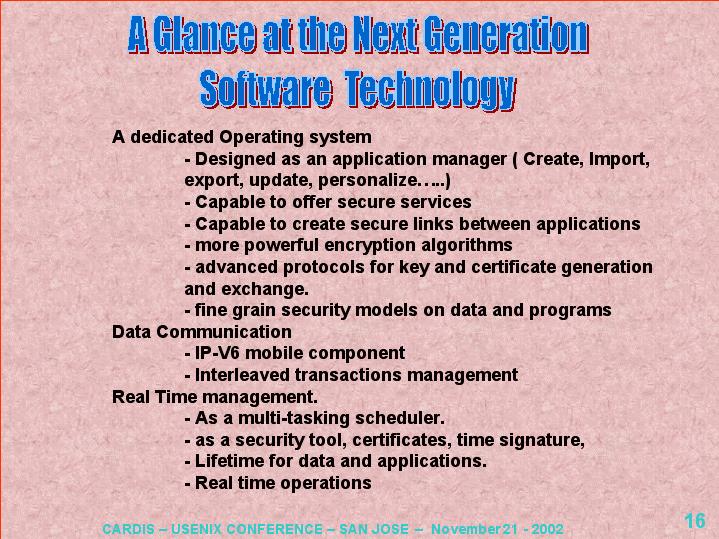 A Glance at the Next Generation
Software Technology
A dedicated Operating system
- Designed as an application manager ( Create, Import,
export, update, personalize…..)
- Capable to offer secure services
- Capable to create secure links between applications
- more powerful encryption algorithms
- advanced protocols for key and certificate generation
and exchange.
- fine grain security models on data and programs
Data Communication
- IP-V6 mobile component
- Interleaved transactions management
Real Time management.
- As a multi-tasking scheduler.
- as a security tool, certificates, time signature,
- Lifetime for data and applications.
- Real time operations
CARDIS – USENIX CONFERENCE – SAN JOSE – November 21 - 2002
16